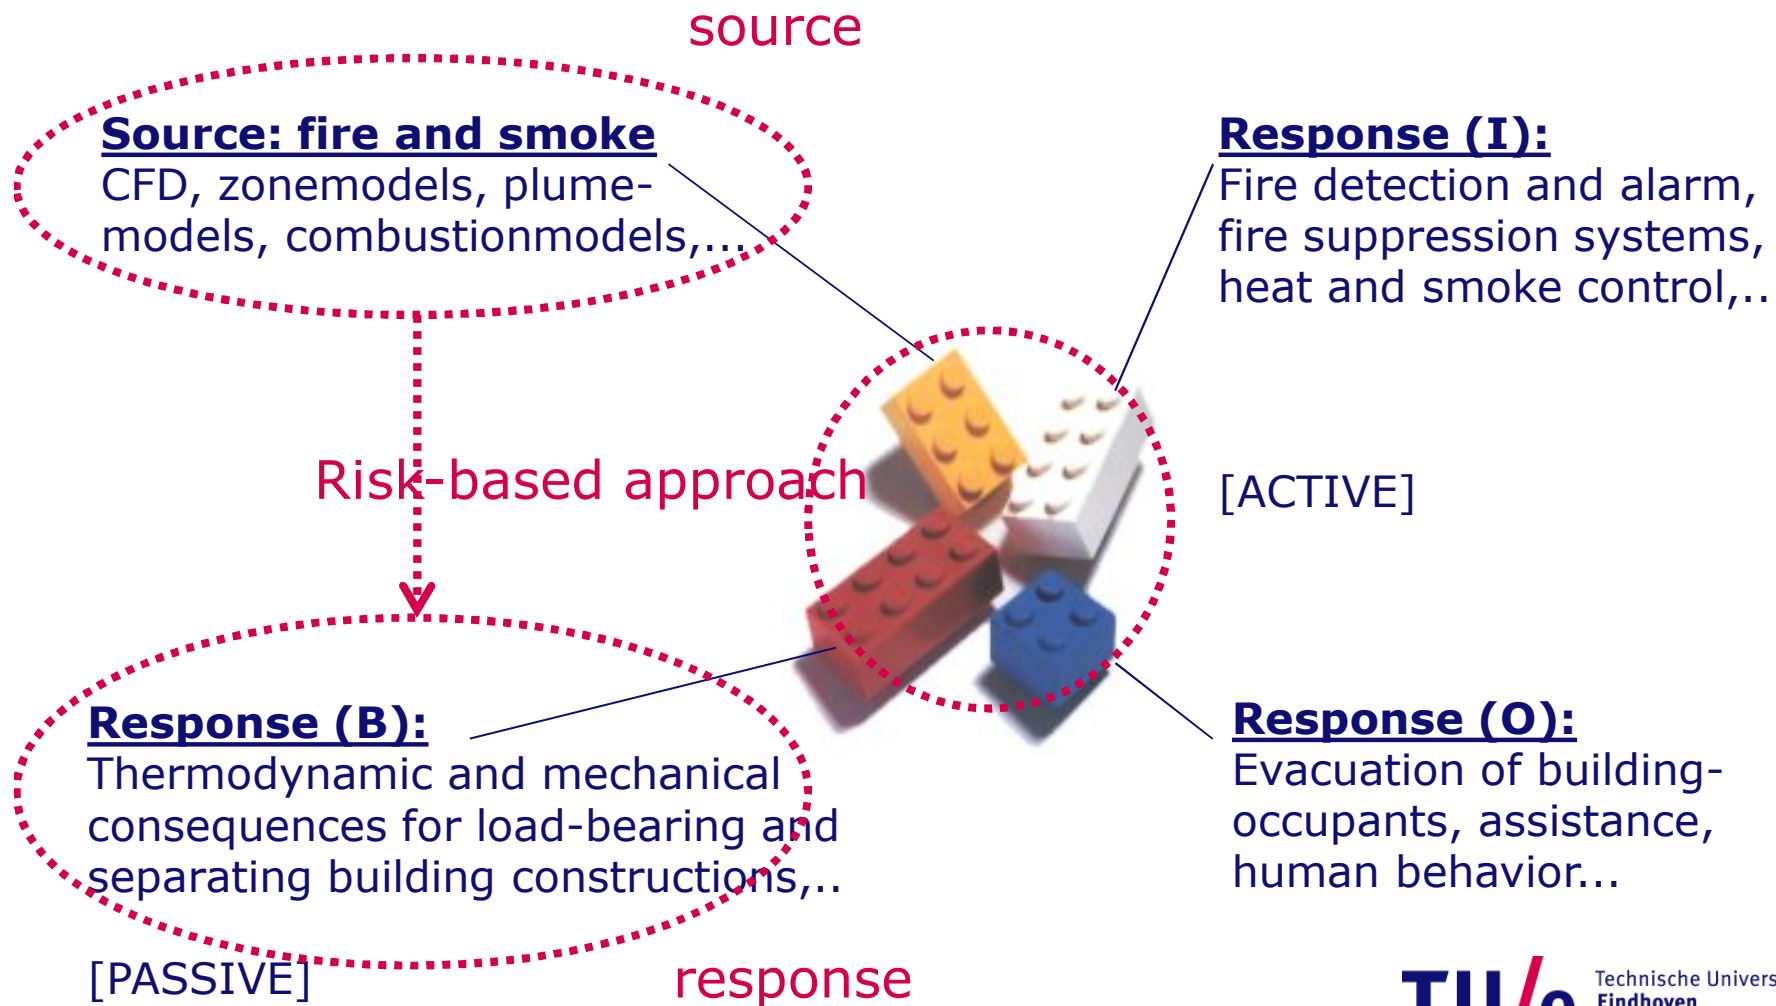 source
Source: fire and smoke
CFD, zonemodels, plume-
models, combustionmodels,...
Response (I):
Fire detection and alarm,
fire suppression systems,
heat and smoke control,..
Risk-based approach
[ACTIVE]
Response (B):
Thermodynamic and mechanical
consequences for load-bearing and
separating building constructions,..
[PASSIVE]
Response (O):
Evacuation of building-
occupants, assistance,
human behavior...
response
TU/e
Technische Univers
Eindhoven